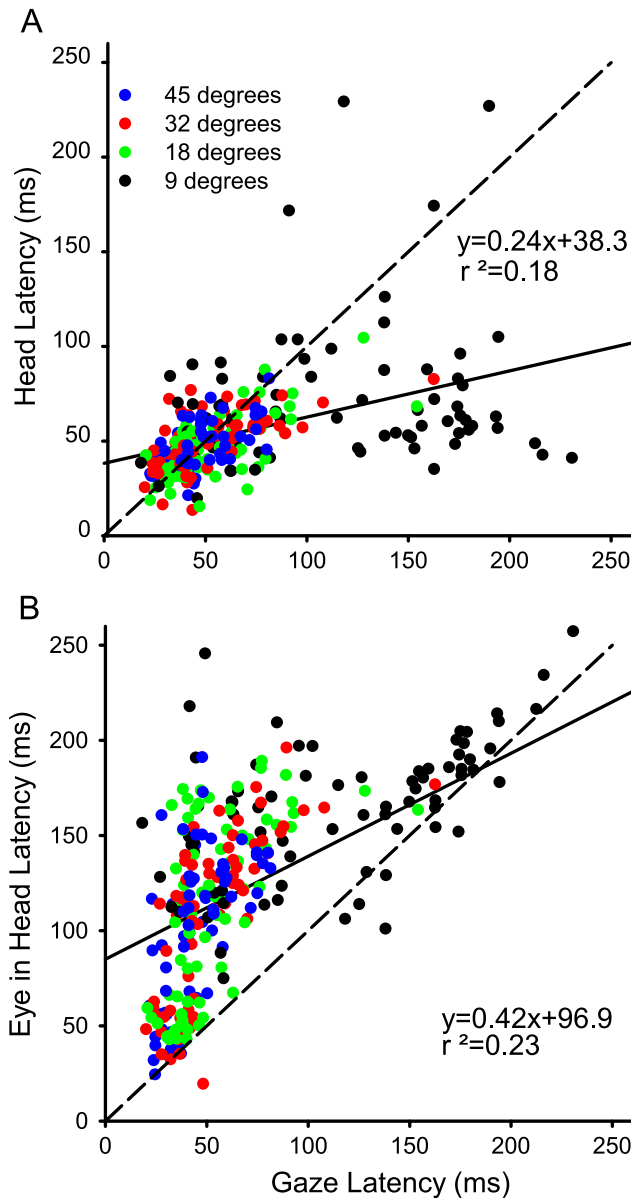 A
250
200
150
100
50
0
Head Latency (ms)
45 degrees
32 degrees
18 degrees
9 degrees
y=0.24x+38.3
r ²=0.18
0 50 100 150 200 250
B
250
200
150
100
50
0
Eye in Head Latency (ms)
y=0.42x+96.9
r ²=0.23
0 50 100 150 200 250
Gaze Latency (ms)